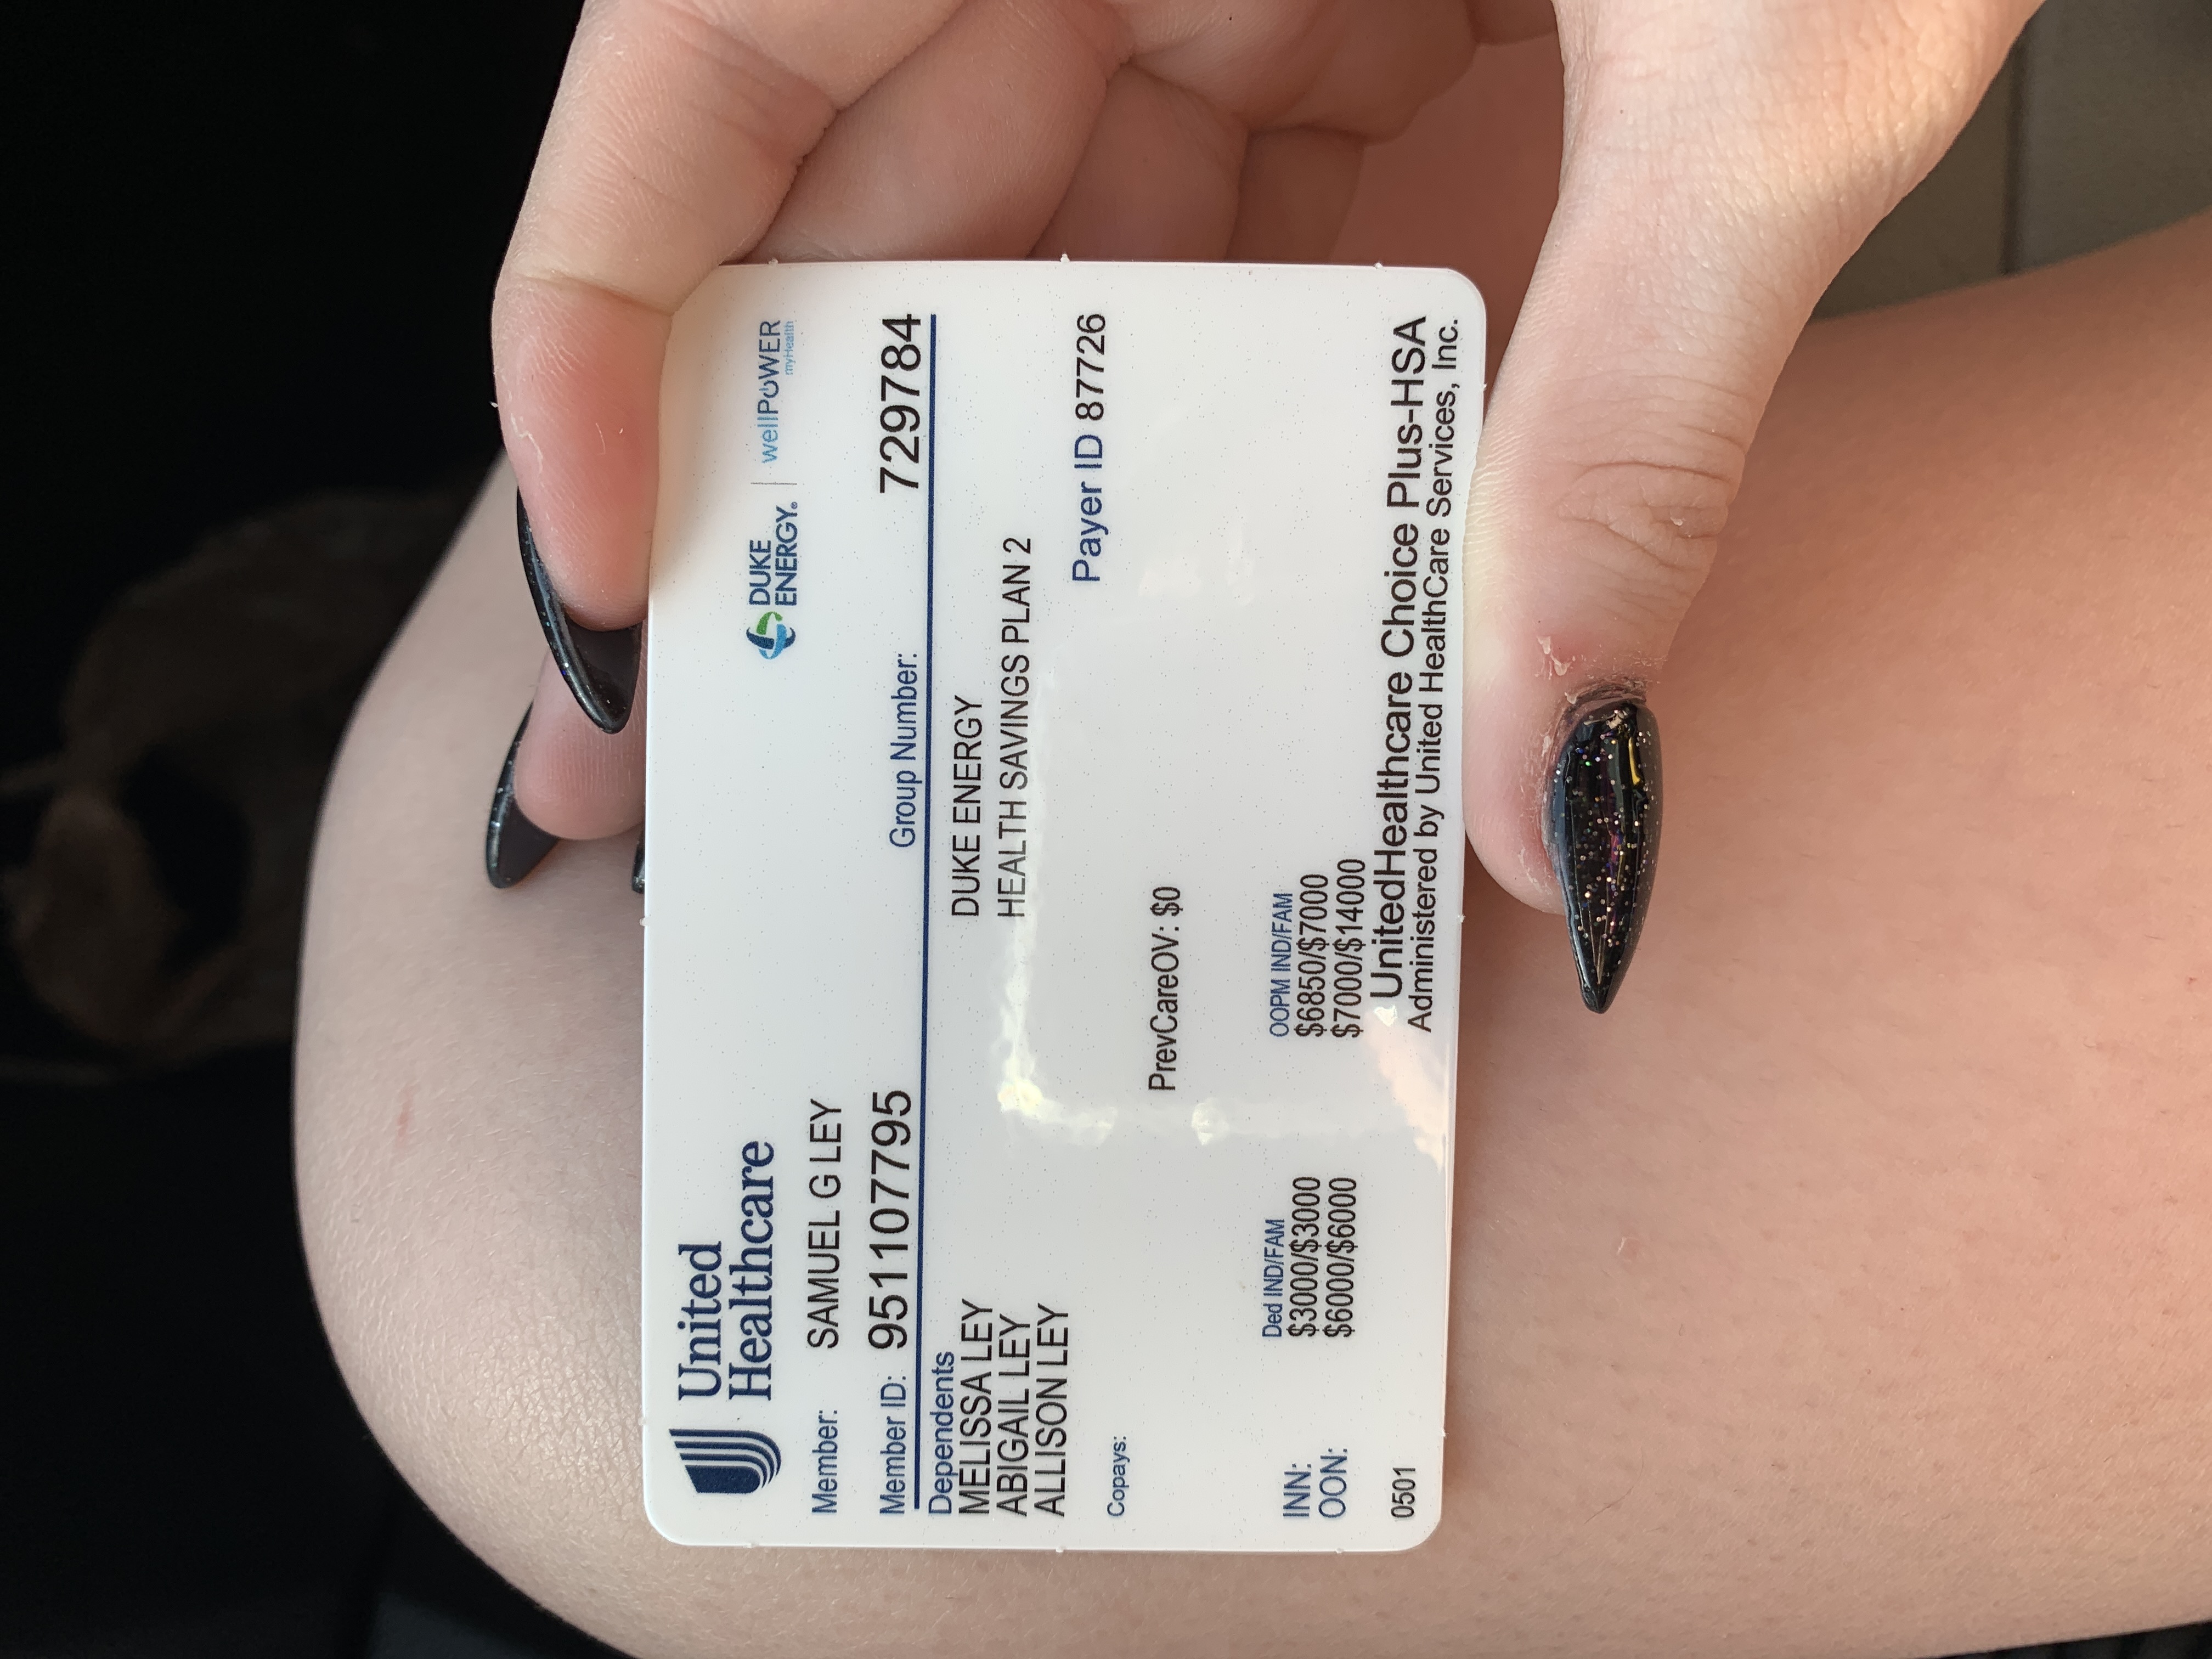 United
Healthcare
DUKE
ENERGY®
wellPOWER
myHealth
Member: SAMUEL G LEY
Member ID: 951107795 Group Number: 729784
Dependents
MELISSA LEY
ABIGAIL LEY
ALLISON LEY
DUKE ENERGY
HEALTH SAVINGS PLAN 2
Payer ID 87726
Copays:
PrevCareOV: $0
Ded IND/FAM OOPM IND/FAM
INN: $3000/$3000 $6850/$7000
OON: $6000/$6000 $7000/$14000
UnitedHealthcare Choice Plus-HSA
0501 Administered by United HealthCare Services, Inc.